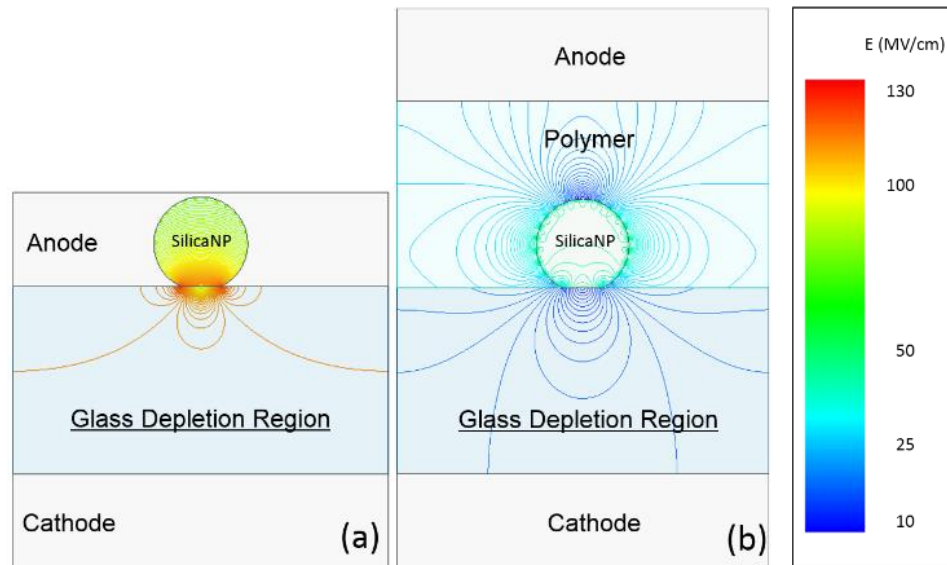 Anode
SilicaNP
Glass Depletion Region
Cathode
(a)
Anode
Polymer
SilicaNP
Glass Depletion Region
Cathode
(b)
E (MV/cm)
130
100
50
25
10